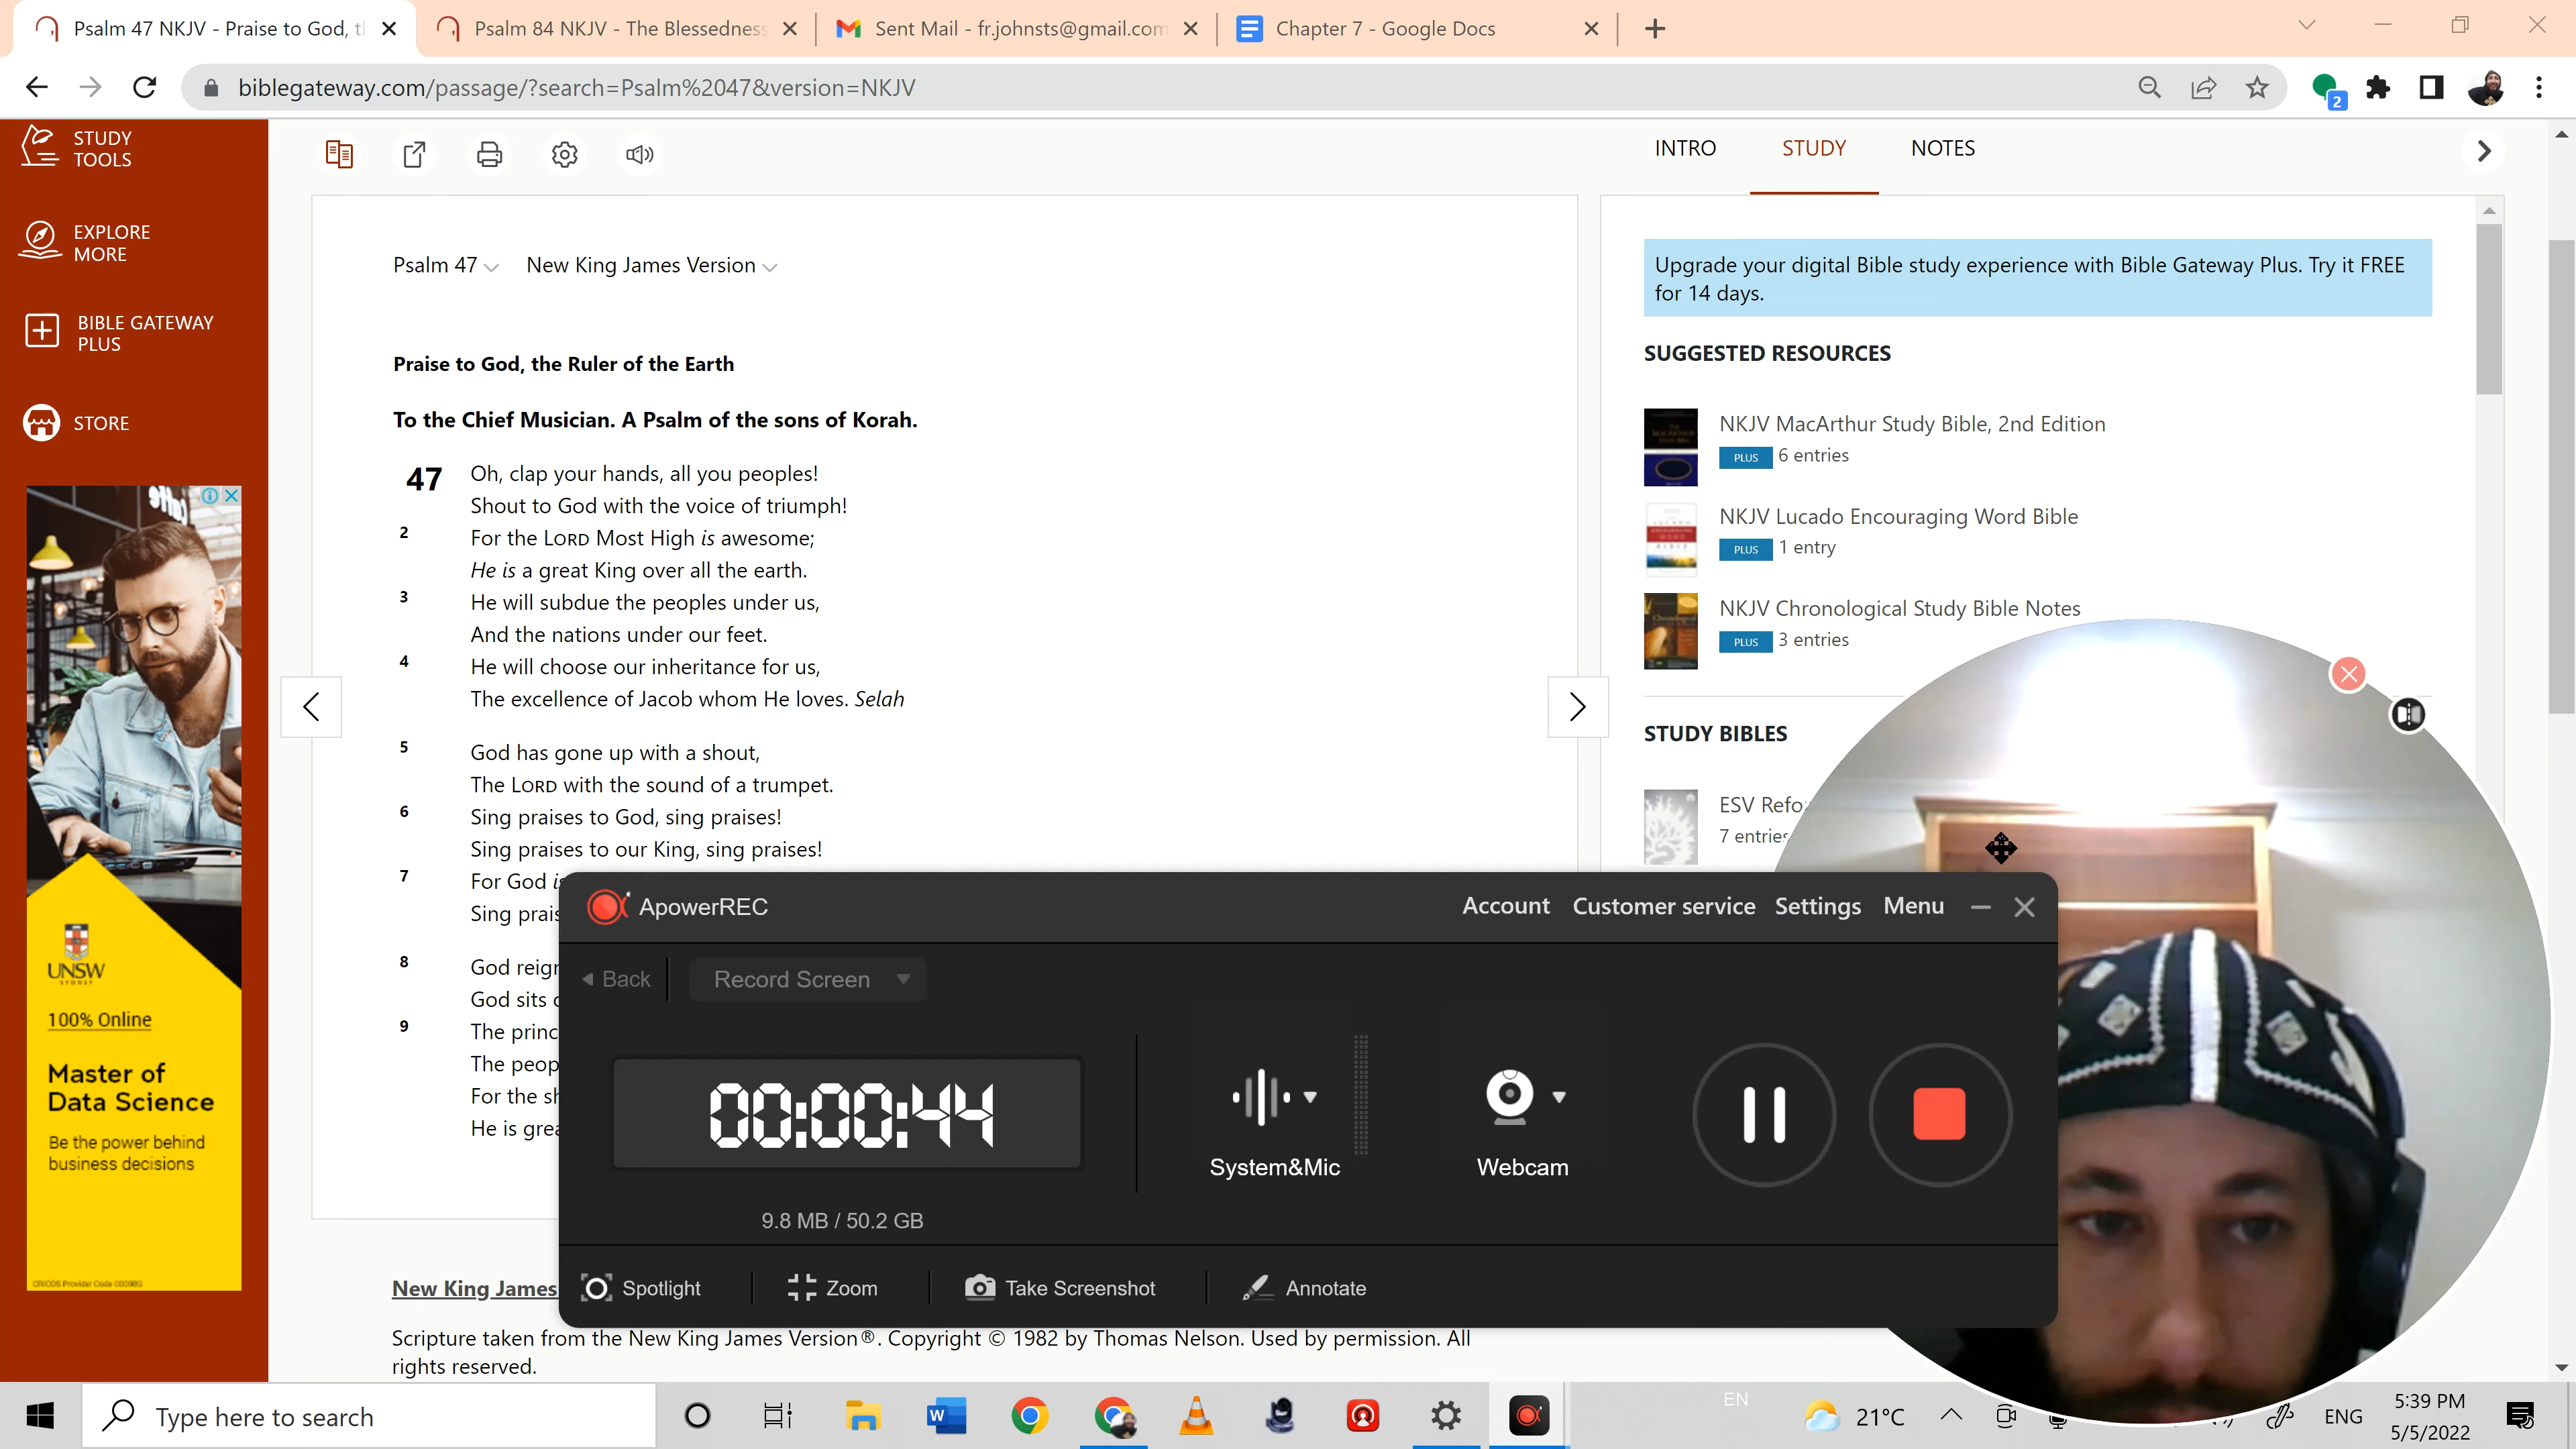 Psalm 47 NKJV - Praise to God, t
Psalm 84 NKJV - The Blessedness
Sent Mail - fr.johnsts@gmail.com
Chapter 7 - Google Docs
biblegateway.com/passage/?search=Psalm%2047&version=NKJV
2
STUDY
TOOLS
EXPLORE
MORE
BIBLE GATEWAY
PLUS
STORE
UNSW
SYDNEY
100% Online
Master of
Data Science
Be the power behind
business decisions
CRICOS Provider Code 00098G
Psalm 47
New King James Version
Praise to God, the Ruler of the Earth
To the Chief Musician. A Psalm of the sons of Korah.
47 Oh, clap your hands, all you peoples!
Shout to God with the voice of triumph!
2 For the LORD Most High is awesome;
He is a great King over all the earth.
3 He will subdue the peoples under us,
And the nations under our feet.
4 He will choose our inheritance for us,
The excellence of Jacob whom He loves. Selah
5 God has gone up with a shout,
The LORD with the sound of a trumpet.
6 Sing praises to God, sing praises!
Sing praises to our King, sing praises!
7 For God is
Sing prais
8 God reigr
God sits
9 The princ
The peop
For the sh
He is grea
New King James
Scripture taken from the New King James Version®. Copyright © 1982 by Thomas Nelson. Used by permission. All
rights reserved.
INTRO
STUDY
NOTES
Upgrade your digital Bible study experience with Bible Gateway Plus. Try it FREE
for 14 days.
SUGGESTED RESOURCES
NKJV MacArthur Study Bible, 2nd Edition
PLUS 6 entries
NKJV Lucado Encouraging Word Bible
PLUS 1 entry
NKJV Chronological Study Bible Notes
PLUS 3 entries
STUDY BIBLES
ESV Refo
7 entries
ApowerREC
Account
Customer service
Settings
Menu
Back
Record Screen
00:00:44
9.8 MB / 50.2 GB
System&Mic
Webcam
Spotlight
Zoom
Take Screenshot
Annotate
Type here to search
EN
21°C
ENG
5:39 PM
5/5/2022